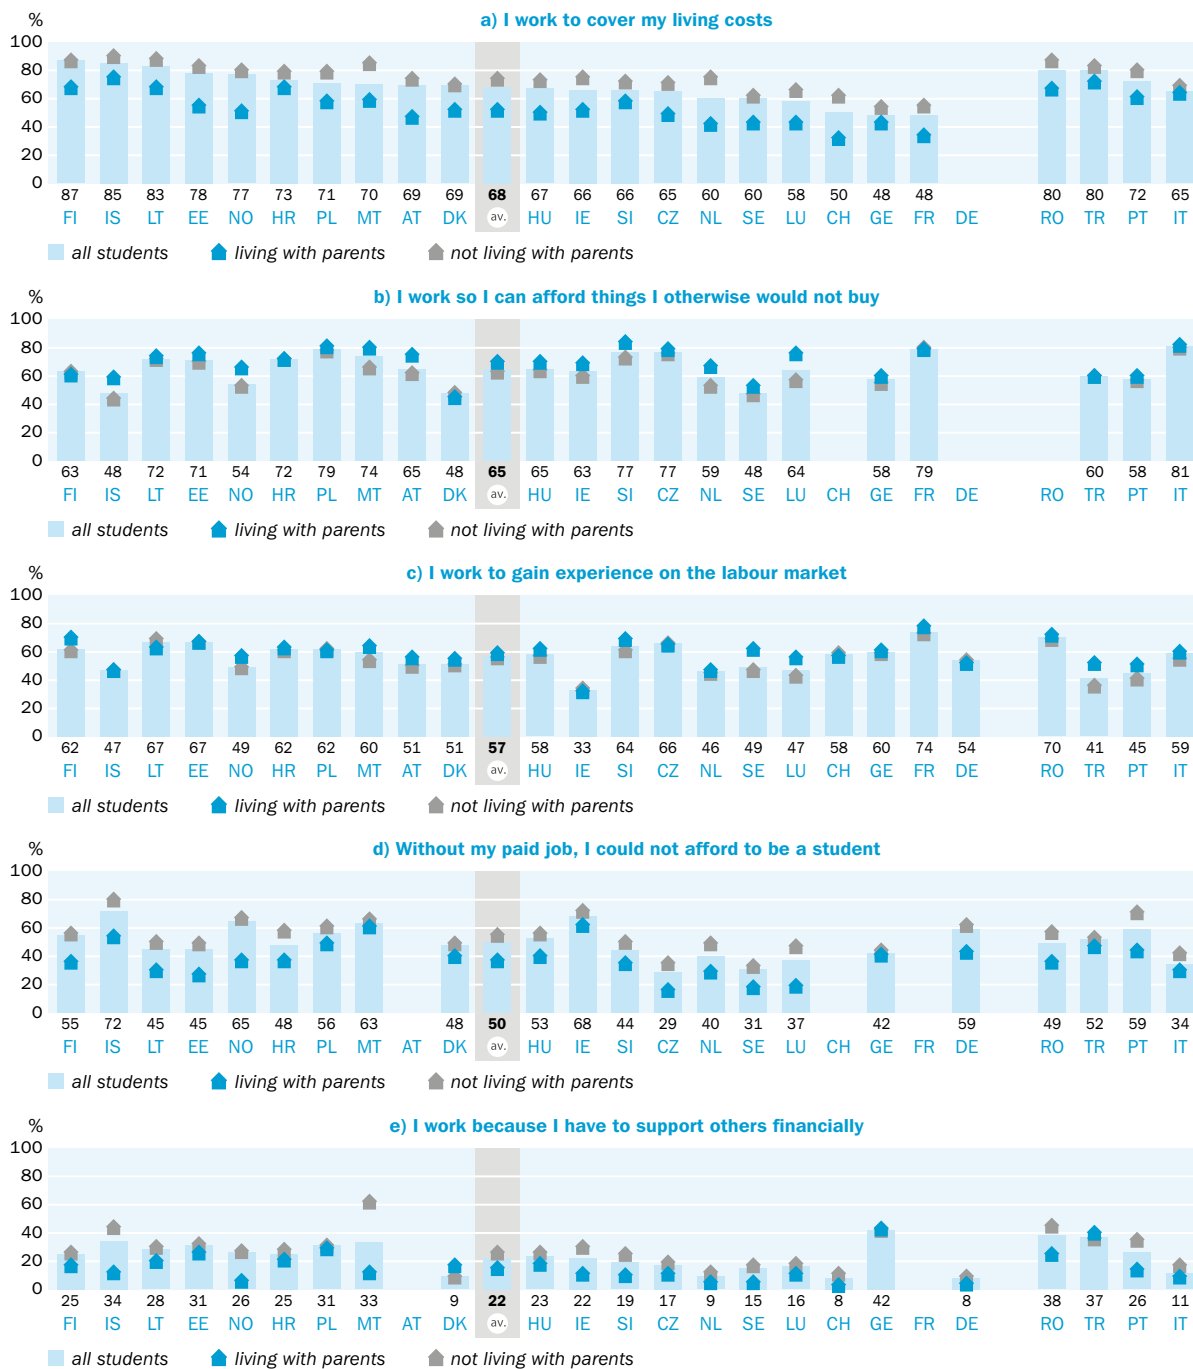 a) I work to cover my living costs
%
100
80
60
40
20
0
87 85 83 78 77 73 71 70 69 69 68 67 66 66 65 60 60 58 50 48 48 80 80 72 65
FI IS LT EE NO HR PL MT AT DK av. HU IE SI CZ NL SE LU CH GE FR DE RO TR PT IT
all students living with parents not living with parents
b) I work so I can afford things I otherwise would not buy
%
100
80
60
40
20
0
63 48 72 71 54 72 79 74 65 48 65 65 63 77 77 59 48 64 58 79 60 58 81
FI IS LT EE NO HR PL MT AT DK av. HU IE SI CZ NL SE LU CH GE FR DE RO TR PT IT
all students living with parents not living with parents
c) I work to gain experience on the labour market
%
100
80
60
40
20
0
62 47 67 67 49 62 62 60 51 51 57 58 33 64 66 46 49 47 58 60 74 54 70 41 45 59
FI IS LT EE NO HR PL MT AT DK av. HU IE SI CZ NL SE LU CH GE FR DE RO TR PT IT
all students living with parents not living with parents
d) Without my paid job, I could not afford to be a student
%
100
80
60
40
20
0
55 72 45 45 65 48 56 63 48 50 53 68 44 29 40 31 37 42 59 49 52 59 34
FI IS LT EE NO HR PL MT AT DK av. HU IE SI CZ NL SE LU CH GE FR DE RO TR PT IT
all students living with parents not living with parents
e) I work because I have to support others financially
%
100
80
60
40
20
0
25 34 28 31 26 25 31 33 9 22 23 22 19 17 9 15 16 8 42 8 38 37 26 11
FI IS LT EE NO HR PL MT AT DK av. HU IE SI CZ NL SE LU CH GE FR DE RO TR PT IT
all students living with parents not living with parents